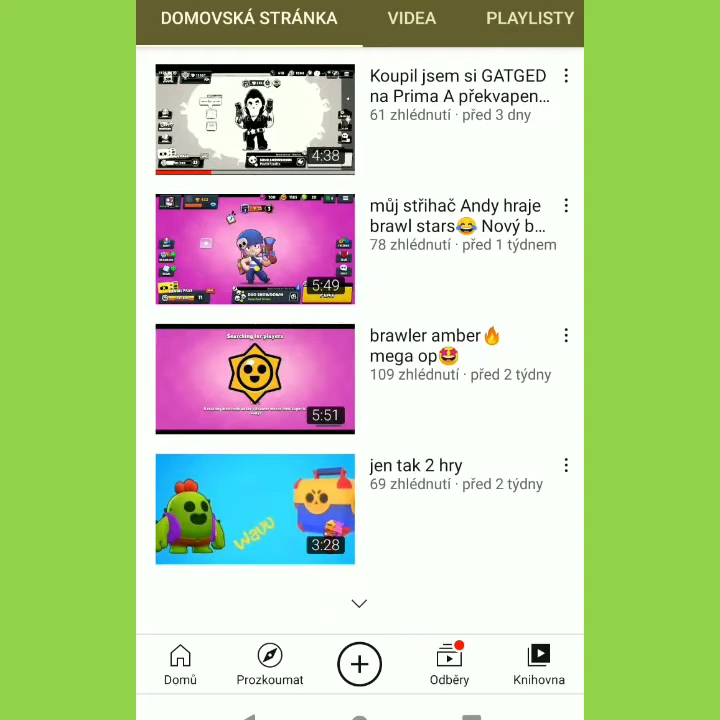 DOMOVSKÁ STRÁNKA VIDEA PLAYLISTY
Koupil jsem si GATGED
na Prima A překvapen...
61 zhlédnutí · před 3 dny
4:38
můj střihač Andy hraje
brawl stars😂 Nový b...
78 zhlédnutí · před 1 týdnem
5:49
Searching for players
brawler amber🔥
mega op🤩
109 zhlédnutí · před 2 týdny
5:51
jen tak 2 hry
69 zhlédnutí · před 2 týdny
Wauu
3:28
Domů Prozkoumat Odběry Knihovna